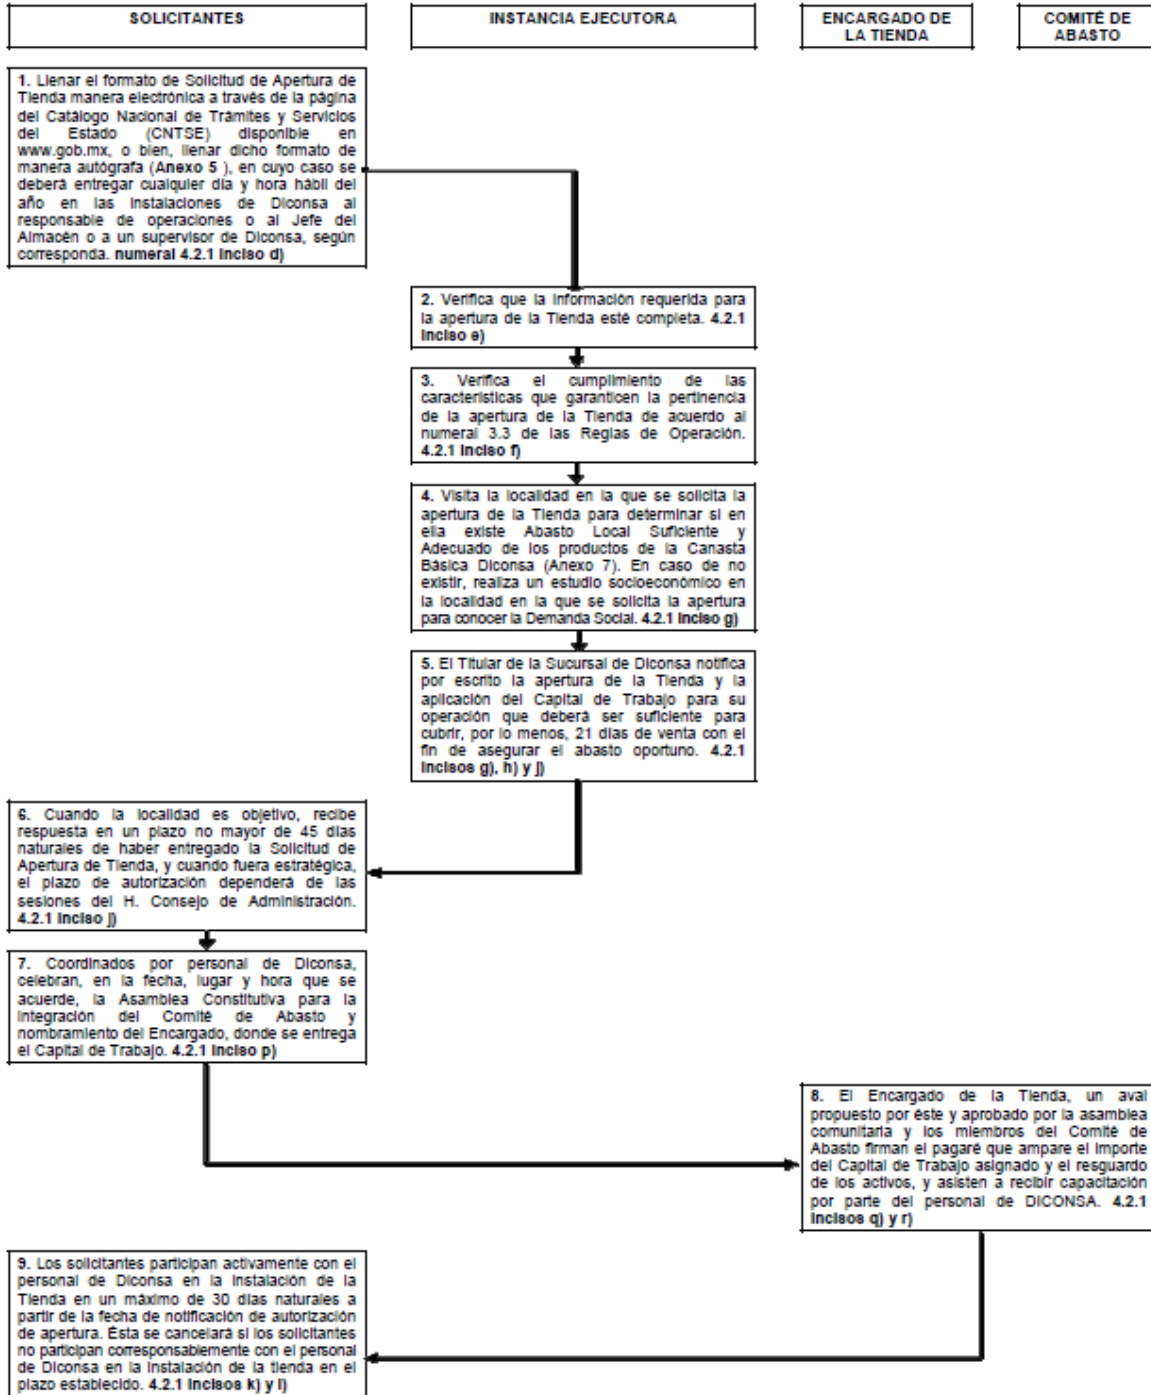 SOLICITANTES
INSTANCIA EJECUTORA
ENCARGADO DE
LA TIENDA
COMITÉ DE
ABASTO
1. Llenar el formato de Solicitud de Apertura de
Tienda manera electrónica a través de la página
del Catálogo Nacional de Trámites y Servicios
del Estado (CNTSE) disponible en
www.gob.mx, o bien, llenar dicho formato de
manera autógrafa (Anexo 5 ), en cuyo caso se
deberá entregar cualquier día y hora hábil del
año en las instalaciones de Diconsa al
responsable de operaciones o al Jefe del
Almacén o a un supervisor de Diconsa, según
corresponda. numeral 4.2.1 inciso d)
2. Verifica que la información requerida para
la apertura de la Tienda esté completa. 4.2.1
inciso e)
3. Verifica el cumplimiento de las
características que garanticen la pertinencia
de la apertura de la Tienda de acuerdo al
numeral 3.3 de las Reglas de Operación.
4.2.1 inciso f)
4. Visita la localidad en la que se solicita la
apertura de la Tienda para determinar si en
ella existe Abasto Local Suficiente y
Adecuado de los productos de la Canasta
Básica Diconsa (Anexo 7). En caso de no
existir, realiza un estudio socioeconómico en
la localidad en la que se solicita la apertura
para conocer la Demanda Social. 4.2.1 inciso g)
5. El Titular de la Sucursal de Diconsa notifica
por escrito la apertura de la Tienda y la
aplicación del Capital de Trabajo para su
operación que deberá ser suficiente para
cubrir, por lo menos, 21 días de venta con el
fin de asegurar el abasto oportuno. 4.2.1
incisos g), h) y j)
6. Cuando la localidad es objetivo, recibe
respuesta en un plazo no mayor de 45 días
naturales de haber entregado la Solicitud de
Apertura de Tienda, y cuando fuera estratégica,
el plazo de autorización dependerá de las
sesiones del H. Consejo de Administración.
4.2.1 inciso j)
7. Coordinados por personal de Diconsa,
celebran, en la fecha, lugar y hora que se
acuerde, la Asamblea Constitutiva para la
integración del Comité de Abasto y
nombramiento del Encargado, donde se entrega
el Capital de Trabajo. 4.2.1 inciso p)
8. El Encargado de la Tienda, un aval
propuesto por éste y aprobado por la asamblea
comunitaria y los miembros del Comité de
Abasto firman el pagaré que ampare el importe
del Capital de Trabajo asignado y el resguardo
de los activos, y asisten a recibir capacitación
por parte del personal de DICONSA. 4.2.1
incisos q) y r)
9. Los solicitantes participan activamente con el
personal de Diconsa en la instalación de la
Tienda en un máximo de 30 días naturales a
partir de la fecha de notificación de autorización
de apertura. Ésta se cancelará si los solicitantes
no participan corresponsablemente con el personal
de Diconsa en la instalación de la tienda en el
plazo establecido. 4.2.1 incisos k) y l)